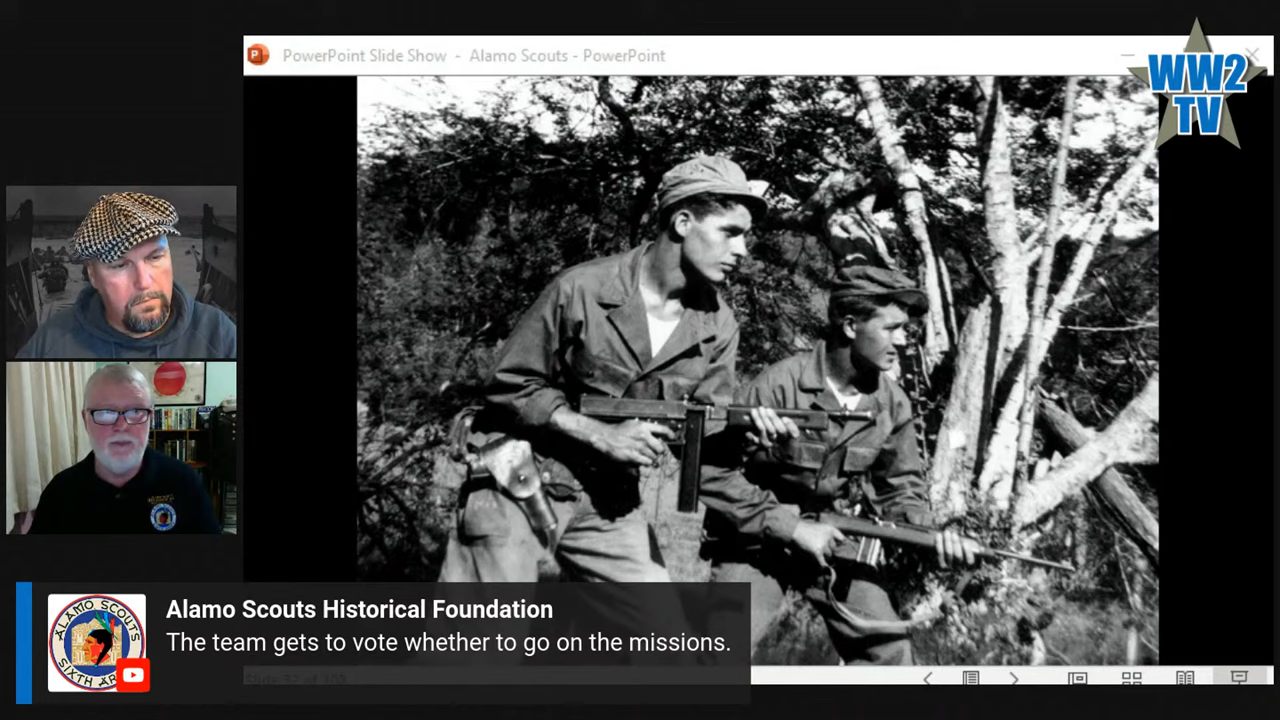 PowerPoint Slide Show - Alamo Scouts - PowerPoint
WW2
TV
Alamo Scouts Historical Foundation
The team gets to vote whether to go on the missions.
ALAMO SCOUTS
SIXTH